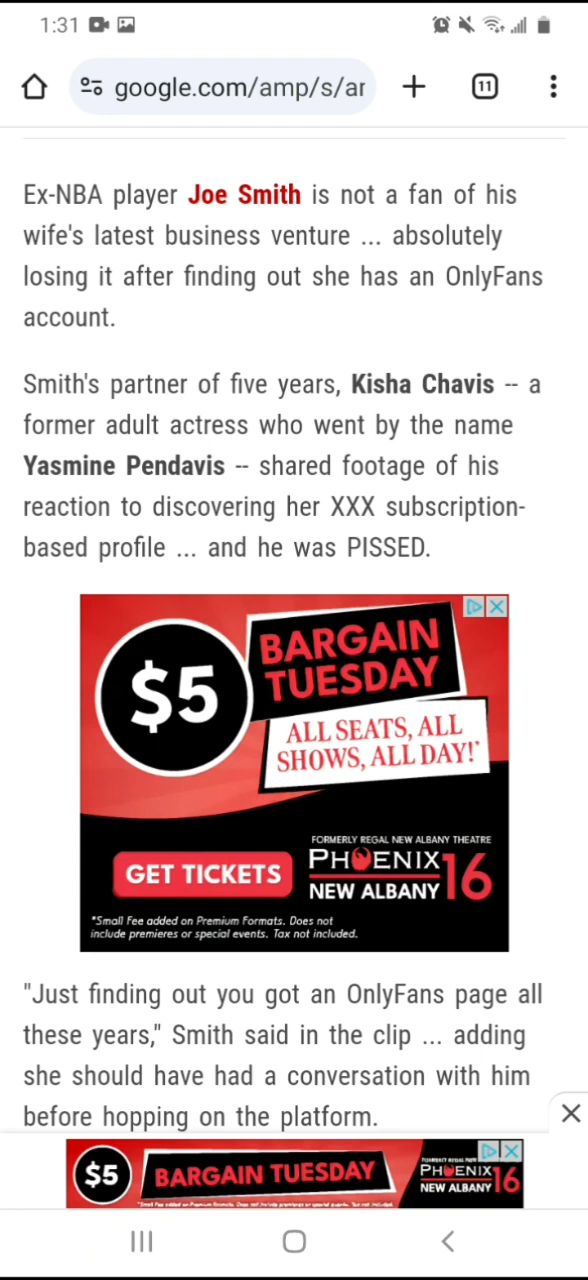 1:31
google.com/amp/s/ar
11
Ex-NBA player Joe Smith is not a fan of his
wife's latest business venture ... absolutely
losing it after finding out she has an OnlyFans
account.
Smith's partner of five years, Kisha Chavis -- a
former adult actress who went by the name
Yasmine Pendavis -- shared footage of his
reaction to discovering her XXX subscription-
based profile ... and he was PISSED.
$5
BARGAIN
TUESDAY
ALL SEATS, ALL
SHOWS, ALL DAY!*
FORMERLY REGAL NEW ALBANY THEATRE
GET TICKETS
PHOENIX 16
NEW ALBANY
*Small Fee added on Premium Formats. Does not
include premieres or special events. Tax not included.
"Just finding out you got an OnlyFans page all
these years," Smith said in the clip ... adding
she should have had a conversation with him
before hopping on the platform.
$5
BARGAIN TUESDAY
PHOENIX 16
NEW ALBANY